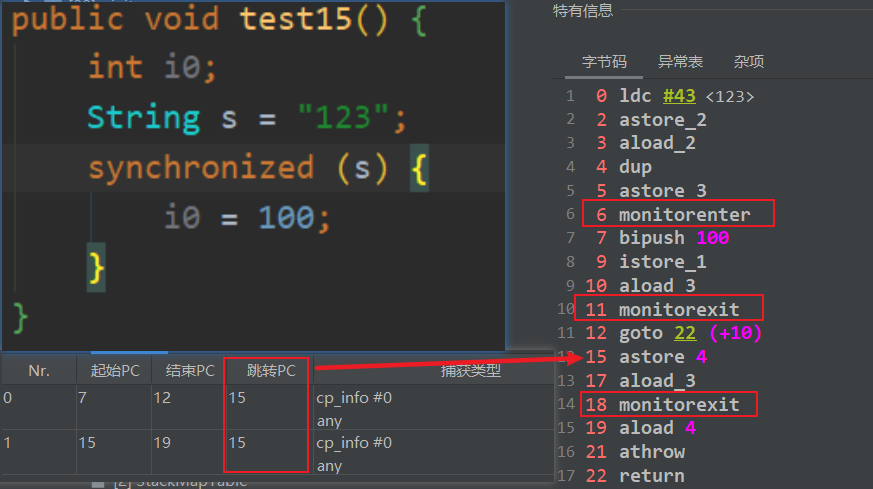 public void test15() {
int i0;
String s = "123";
synchronized (s) {
i0 = 100;
}
}
Nr. 起始PC 结束PC 跳转PC 捕获类型
0 7 12 15 cp_info #0
any
1 15 19 15 cp_info #0
any
[2] StackMapTable
特有信息
字节码 异常表 杂项
1 0 ldc #43 <123>
2 2 astore_2
3 3 aload_2
4 4 dup
5 5 astore_3
6 6 monitorenter
7 7 bipush 100
8 9 istore_1
9 10 aload_3
10 11 monitorexit
11 12 goto 22 (+10)
12 15 astore 4
13 17 aload_3
14 18 monitorexit
15 19 aload 4
16 21 athrow
17 22 return